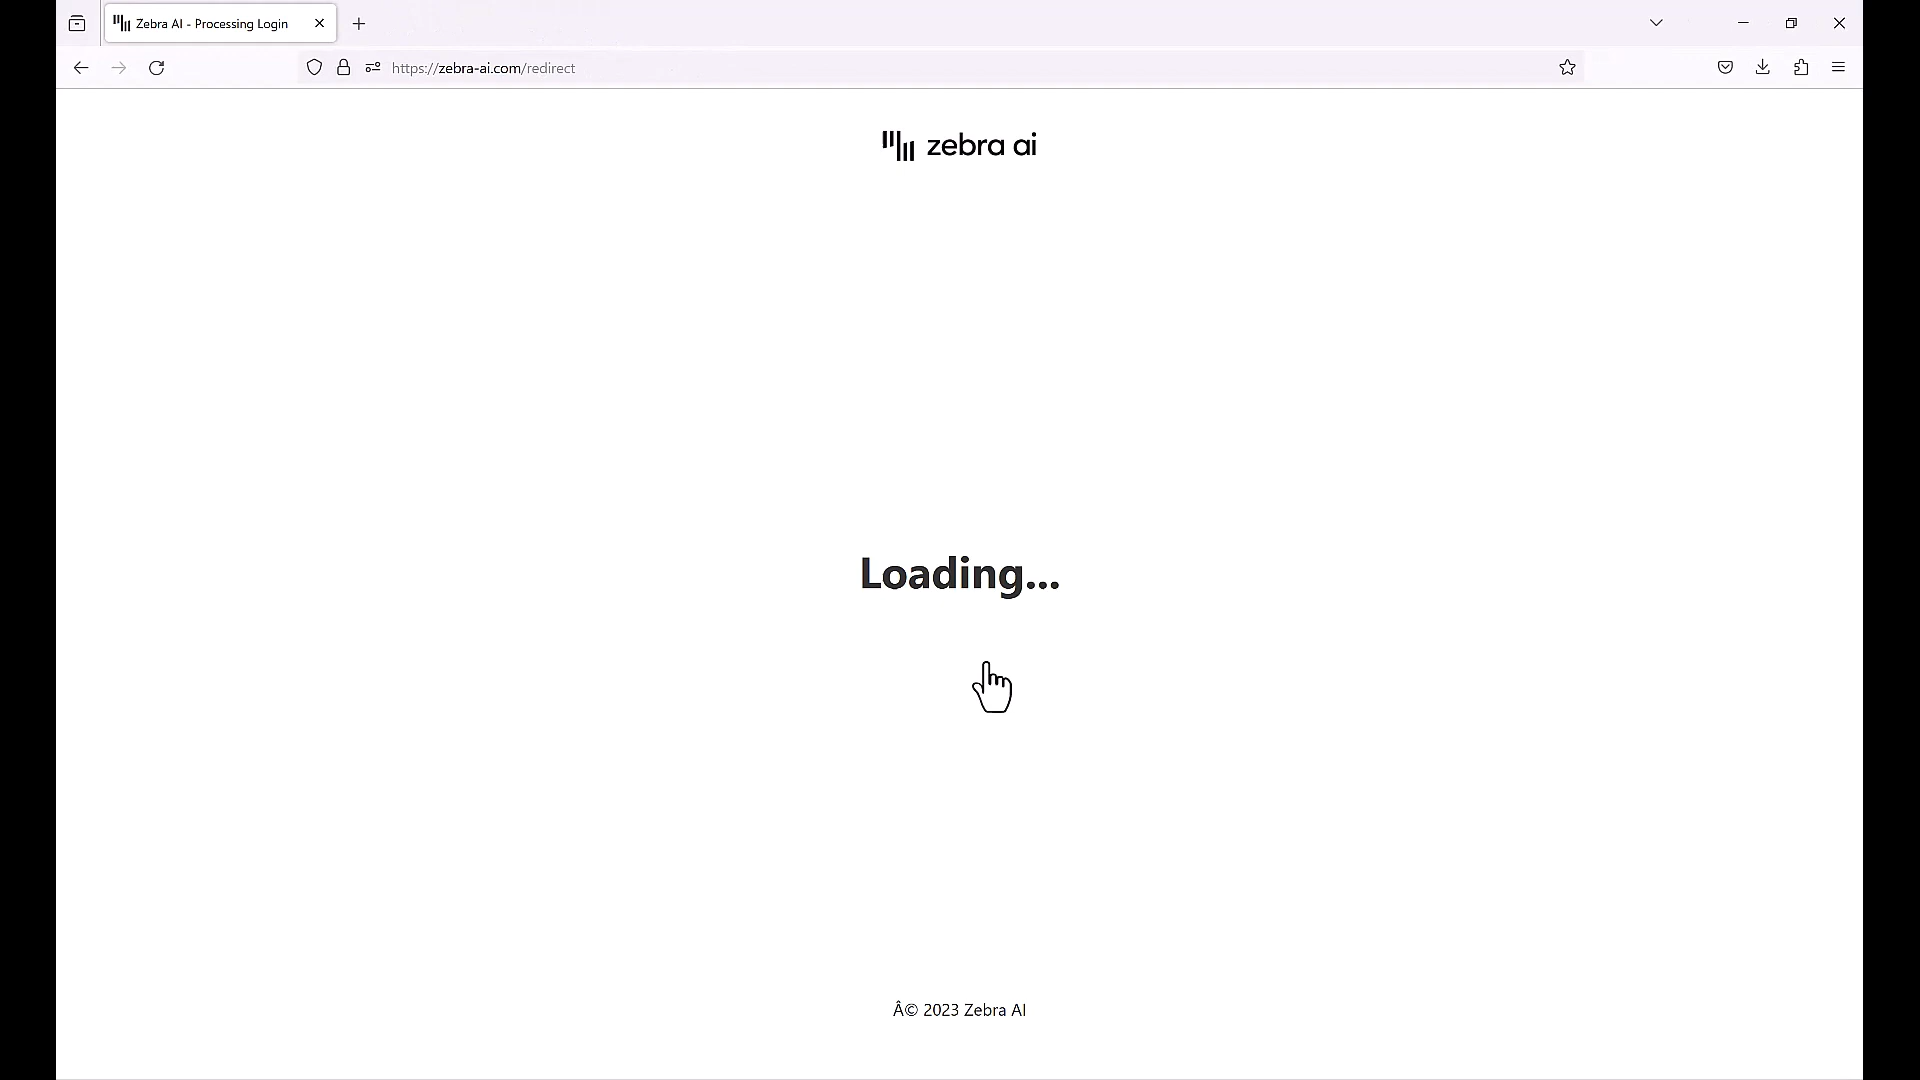 Zebra AI - Processing Login
https://zebra-ai.com/redirect
zebra ai
Loading...
Â© 2023 Zebra AI